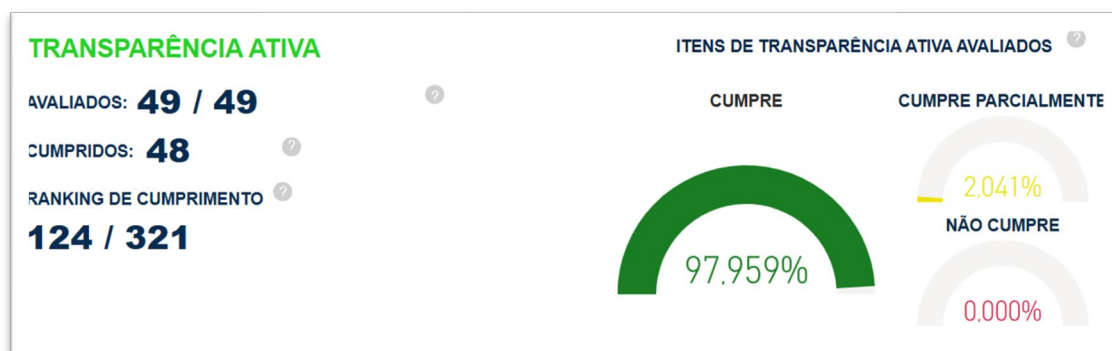 TRANSPARÊNCIA ATIVA
AVALIADOS: 49 / 49
?
CUMPRIDOS: 48
?
RANKING DE CUMPRIMENTO
?
124 / 321
ITENS DE TRANSPARÊNCIA ATIVA AVALIADOS
?
CUMPRE
97,959%
CUMPRE PARCIALMENTE
2,041%
NÃO CUMPRE
0,000%